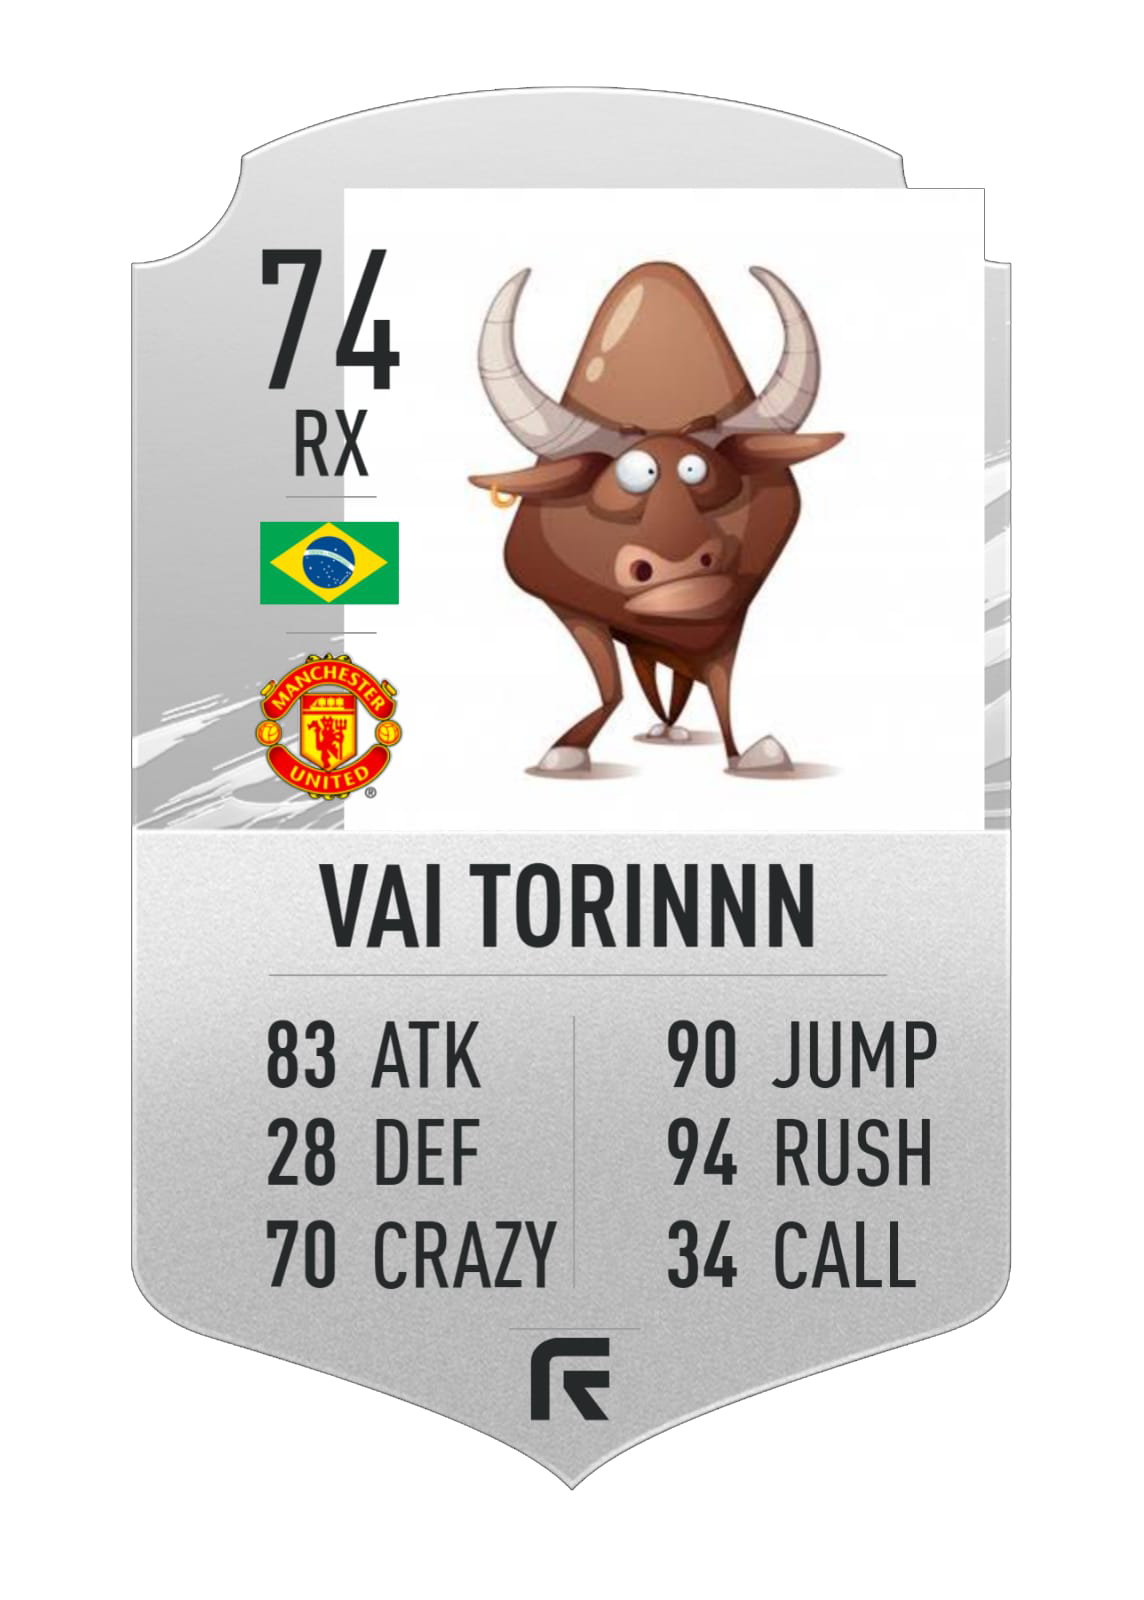 74
RX
MANCHESTER
UNITED
®
VAI TORINNN
83 ATK
90 JUMP
28 DEF
94 RUSH
70 CRAZY
34 CALL